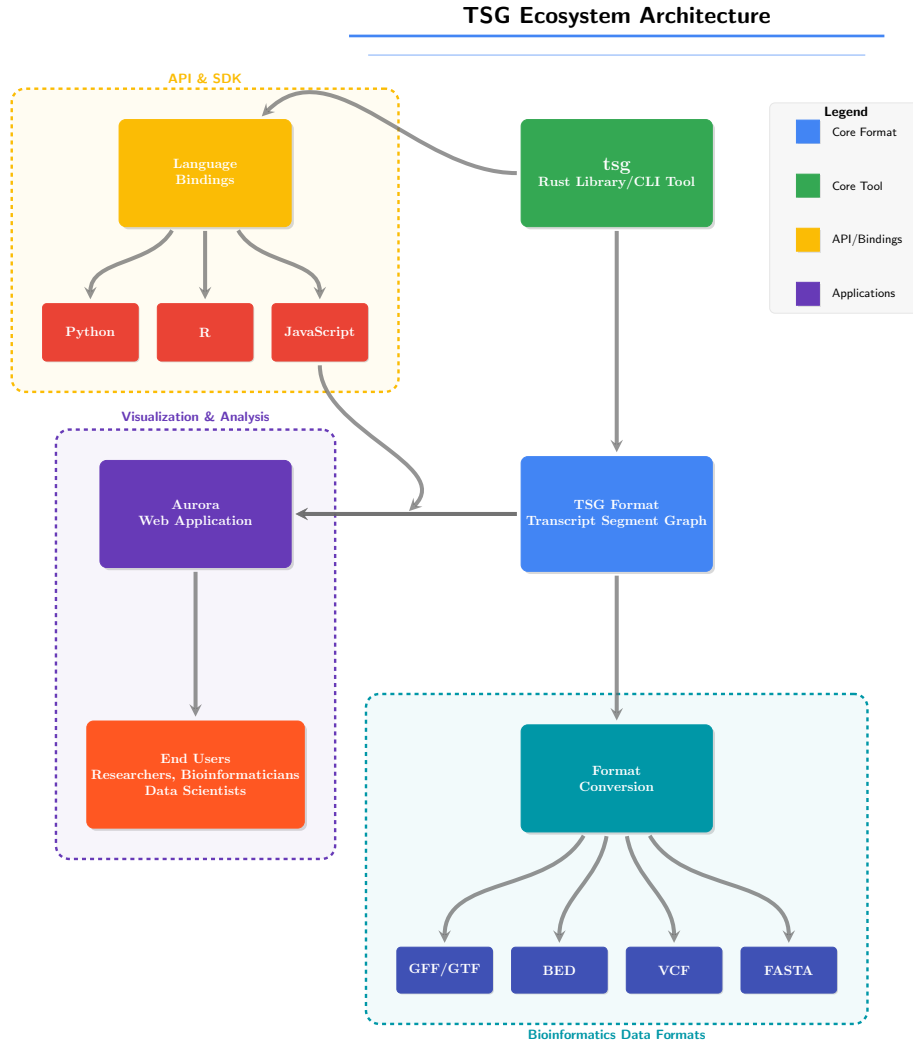 TSG Ecosystem Architecture
API & SDK
Language
Bindings
tsg
Rust Library/CLI Tool
Legend
Core Format
Core Tool
API/Bindings
Applications
Python
R
JavaScript
Visualization & Analysis
Aurora
Web Application
TSG Format
Transcript Segment Graph
End Users
Researchers, Bioinformaticians
Data Scientists
Format
Conversion
GFF/GTF
BED
VCF
FASTA
Bioinformatics Data Formats